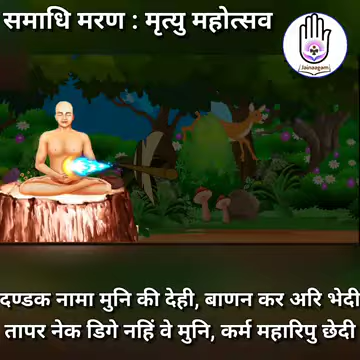 समाधि मरण : मृत्यु महोत्सव
Jainaagam
दण्डक नामा मुनि की देही, बाणन कर अरि भेदी
तापर नेक डिगे नहिं वे मुनि, कर्म महारिपु छेदी